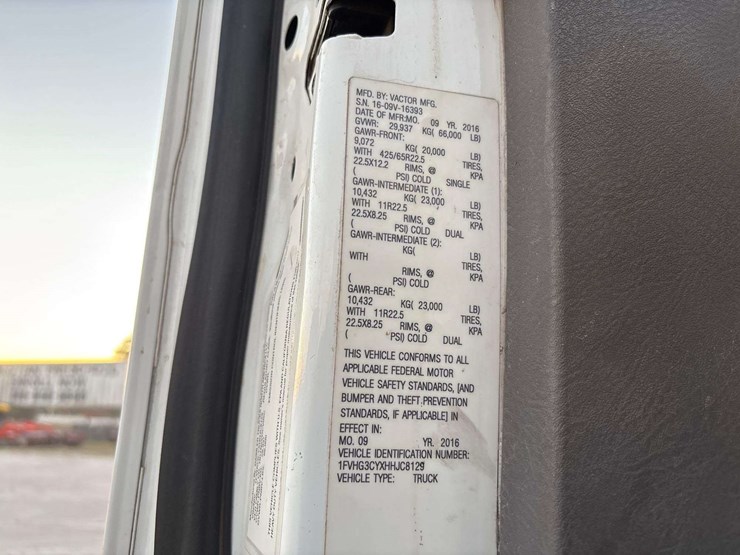 MFD. BY: VACTOR MFG.
S.N. 16-09V-16393
DATE OF MFR:MO. 09 YR. 2016
GVWR: 29,937 KG( 66,000 LB)
GAWR-FRONT:
9,072 KG( 20,000 LB)
WITH 425/65R22.5 TIRES,
22.5X12.2 RIMS, @ KPA
( PSI) COLD SINGLE
GAWR-INTERMEDIATE (1):
10,432 KG( 23,000 LB)
WITH 11R22.5 TIRES,
22.5X8.25 RIMS, @ KPA
( PSI) COLD DUAL
GAWR-INTERMEDIATE (2):
KG( LB)
WITH TIRES,
RIMS, @ KPA
( PSI) COLD
GAWR-REAR:
10,432 KG( 23,000 LB)
WITH 11R22.5 TIRES,
22.5X8.25 RIMS, @ KPA
( PSI) COLD DUAL
THIS VEHICLE CONFORMS TO ALL
APPLICABLE FEDERAL MOTOR
VEHICLE SAFETY STANDARDS, [AND
BUMPER AND THEFT PREVENTION
STANDARDS, IF APPLICABLE] IN
EFFECT IN:
MO. 09 YR. 2016
VEHICLE IDENTIFICATION NUMBER:
1FVHG3CYXHHJC8129
VEHICLE TYPE: TRUCK